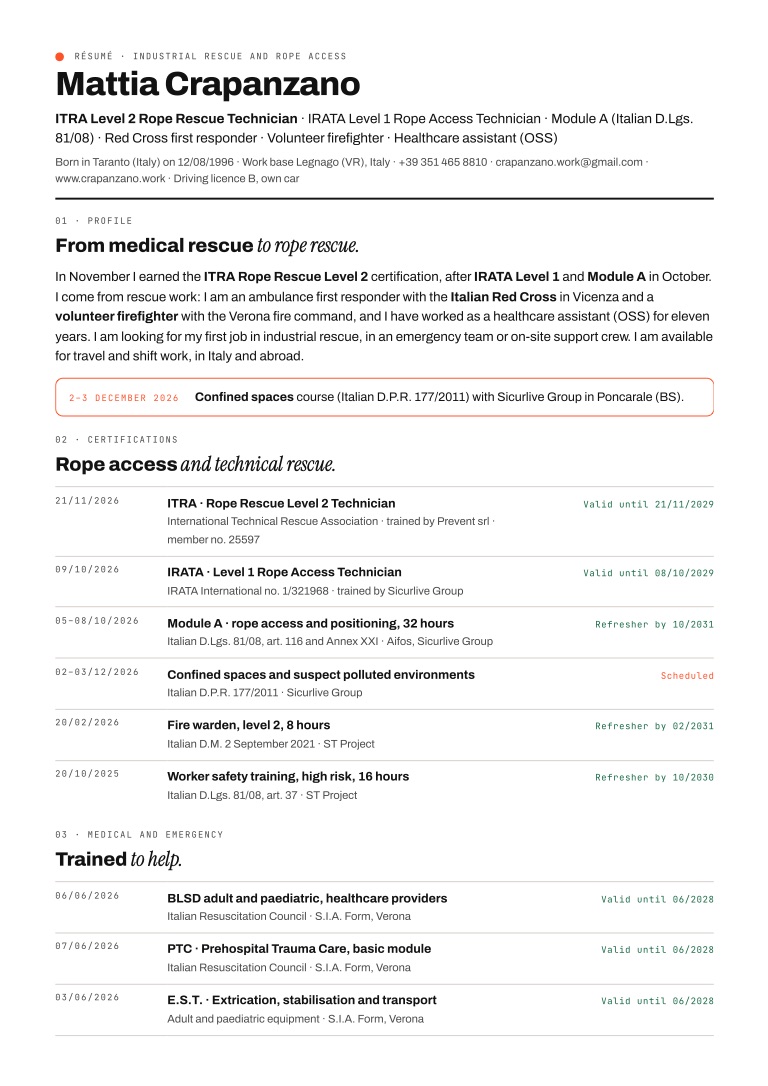 RÉSUMÉ · INDUSTRIAL RESCUE AND ROPE ACCESS
Mattia Crapanzano
ITRA Level 2 Rope Rescue Technician · IRATA Level 1 Rope Access Technician · Module A (Italian D.Lgs.
81/08) · Red Cross first responder · Volunteer firefighter · Healthcare assistant (OSS)
Born in Taranto (Italy) on 12/08/1996 · Work base Legnago (VR), Italy · +39 351 465 8810 · crapanzano.work@gmail.com ·
www.crapanzano.work · Driving licence B, own car
01 · PROFILE
From medical rescue to rope rescue.
In November I earned the ITRA Rope Rescue Level 2 certification, after IRATA Level 1 and Module A in October.
I come from rescue work: I am an ambulance first responder with the Italian Red Cross in Vicenza and a
volunteer firefighter with the Verona fire command, and I have worked as a healthcare assistant (OSS) for eleven
years. I am looking for my first job in industrial rescue, in an emergency team or on-site support crew. I am available
for travel and shift work, in Italy and abroad.
2–3 DECEMBER 2026 Confined spaces course (Italian D.P.R. 177/2011) with Sicurlive Group in Poncarale (BS).
02 · CERTIFICATIONS
Rope access and technical rescue.
21/11/2026 ITRA · Rope Rescue Level 2 Technician Valid until 21/11/2029
International Technical Rescue Association · trained by Prevent srl ·
member no. 25597
09/10/2026 IRATA · Level 1 Rope Access Technician Valid until 08/10/2029
IRATA International no. 1/321968 · trained by Sicurlive Group
05–08/10/2026 Module A · rope access and positioning, 32 hours Refresher by 10/2031
Italian D.Lgs. 81/08, art. 116 and Annex XXI · Aifos, Sicurlive Group
02–03/12/2026 Confined spaces and suspect polluted environments Scheduled
Italian D.P.R. 177/2011 · Sicurlive Group
20/02/2026 Fire warden, level 2, 8 hours Refresher by 02/2031
Italian D.M. 2 September 2021 · ST Project
20/10/2025 Worker safety training, high risk, 16 hours Refresher by 10/2030
Italian D.Lgs. 81/08, art. 37 · ST Project
03 · MEDICAL AND EMERGENCY
Trained to help.
06/06/2026 BLSD adult and paediatric, healthcare providers Valid until 06/2028
Italian Resuscitation Council · S.I.A. Form, Verona
07/06/2026 PTC · Prehospital Trauma Care, basic module Valid until 06/2028
Italian Resuscitation Council · S.I.A. Form, Verona
03/06/2026 E.S.T. · Extrication, stabilisation and transport Valid until 06/2028
Adult and paediatric equipment · S.I.A. Form, Verona